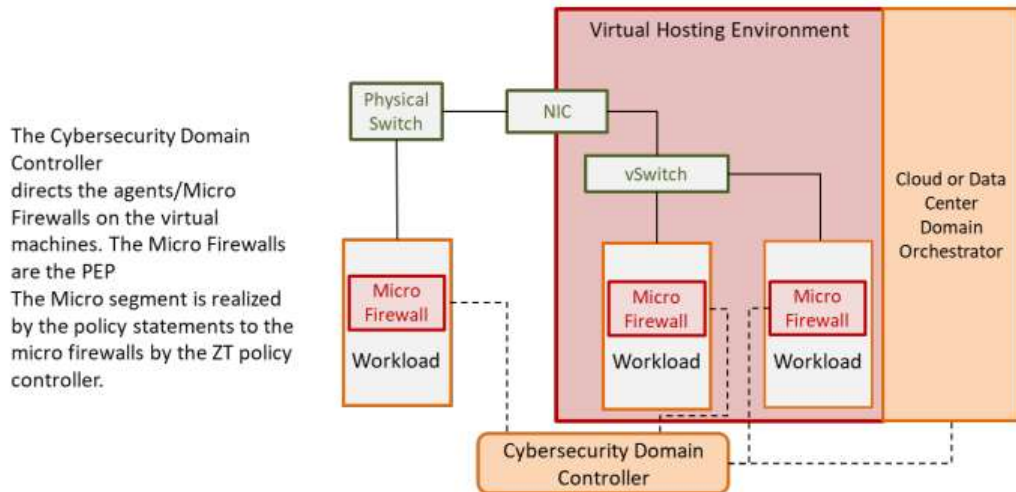 The Cybersecurity Domain
Controller
directs the agents/Micro
Firewalls on the virtual
machines. The Micro Firewalls
are the PEP
The Micro segment is realized
by the policy statements to the
micro firewalls by the ZT policy
controller.
Virtual Hosting Environment
Physical
Switch
NIC
vSwitch
Cloud or Data
Center
Domain
Orchestrator
Micro
Firewall
Workload
Micro
Firewall
Workload
Micro
Firewall
Workload
Cybersecurity Domain
Controller